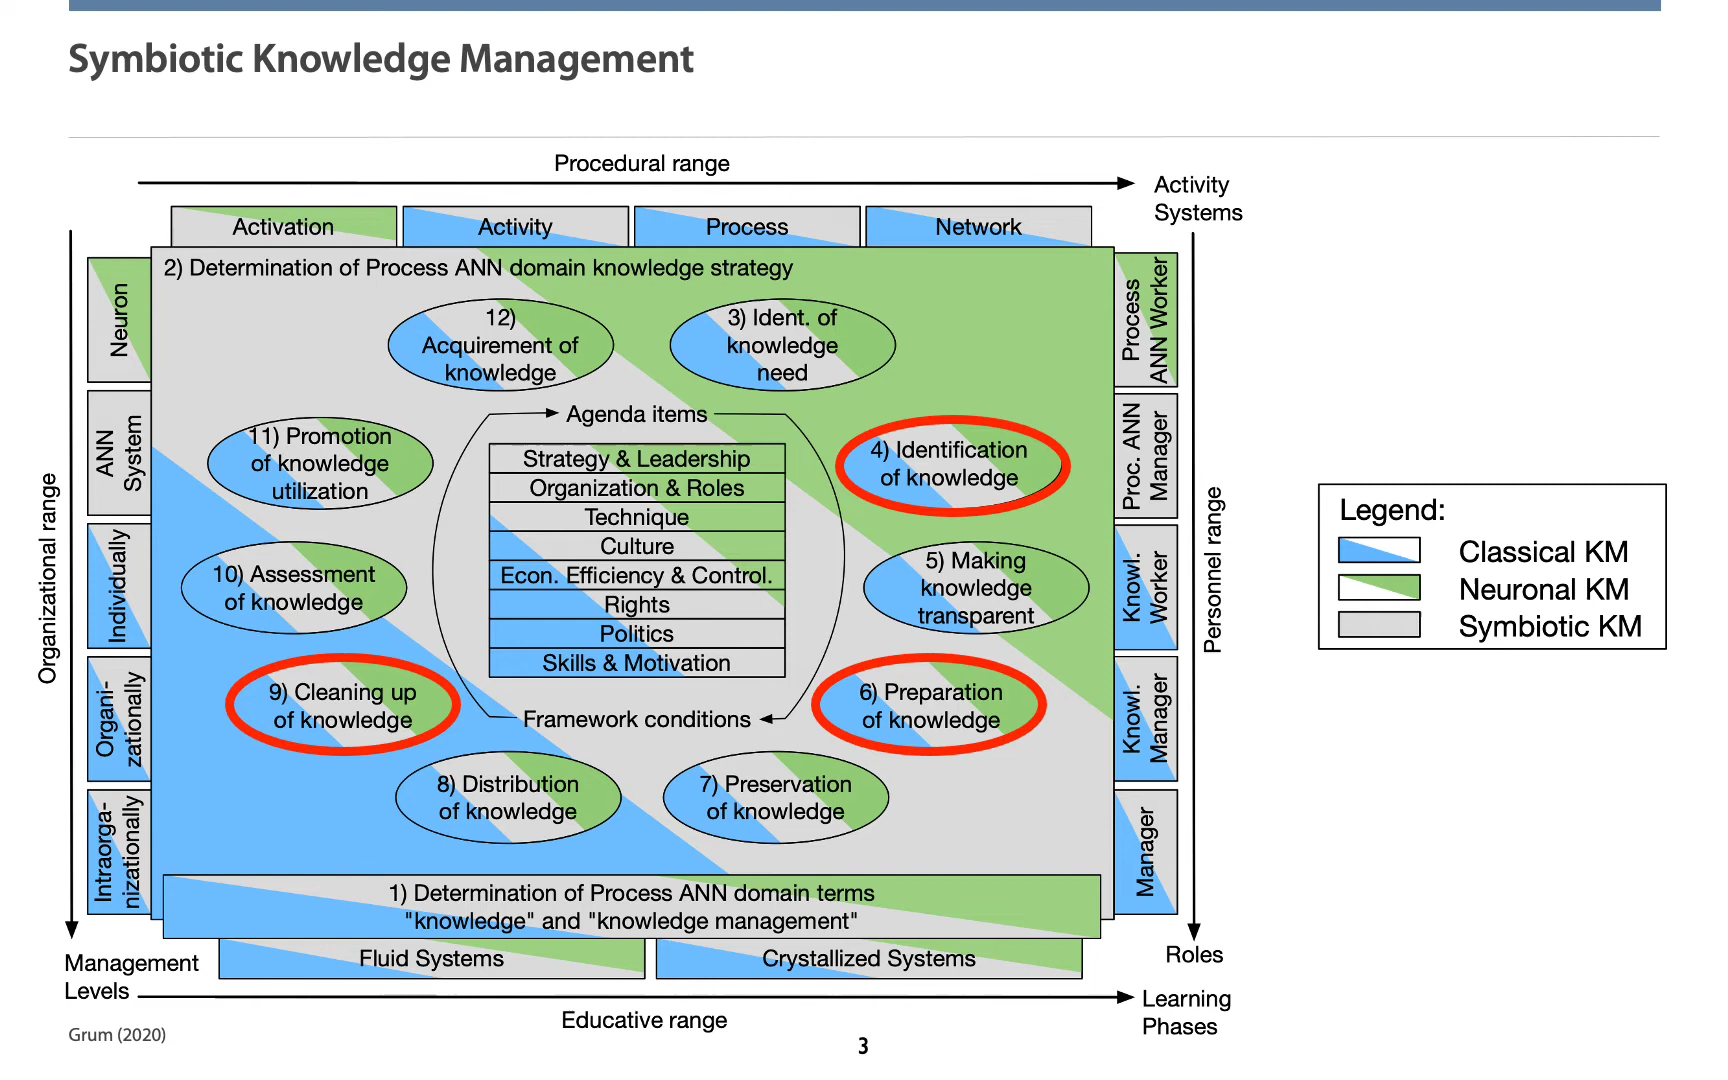 Symbiotic Knowledge Management
Procedural range
Activity
Systems
Activation
Activity
Process
Network
2) Determination of Process ANN domain knowledge strategy
Organizational range
Neuron
ANN
System
Individually
Organi-
zationally
Intraorga-
nizationally
Management
Levels
12)
Acquirement of
knowledge
3) Ident. of
knowledge
need
11) Promotion
of knowledge
utilization
4) Identification
of knowledge
10) Assessment
of knowledge
5) Making
knowledge
transparent
9) Cleaning up
of knowledge
6) Preparation
of knowledge
8) Distribution
of knowledge
7) Preservation
of knowledge
Agenda items
Strategy & Leadership
Organization & Roles
Technique
Culture
Econ. Efficiency & Control.
Rights
Politics
Skills & Motivation
Framework conditions
1) Determination of Process ANN domain terms
"knowledge" and "knowledge management"
Fluid Systems
Crystallized Systems
Educative range
Learning
Phases
Process
ANN Worker
Proc. ANN
Manager
Knowl.
Worker
Knowl.
Manager
Manager
Personnel range
Roles
Legend:
Classical KM
Neuronal KM
Symbiotic KM
Grum (2020)
3